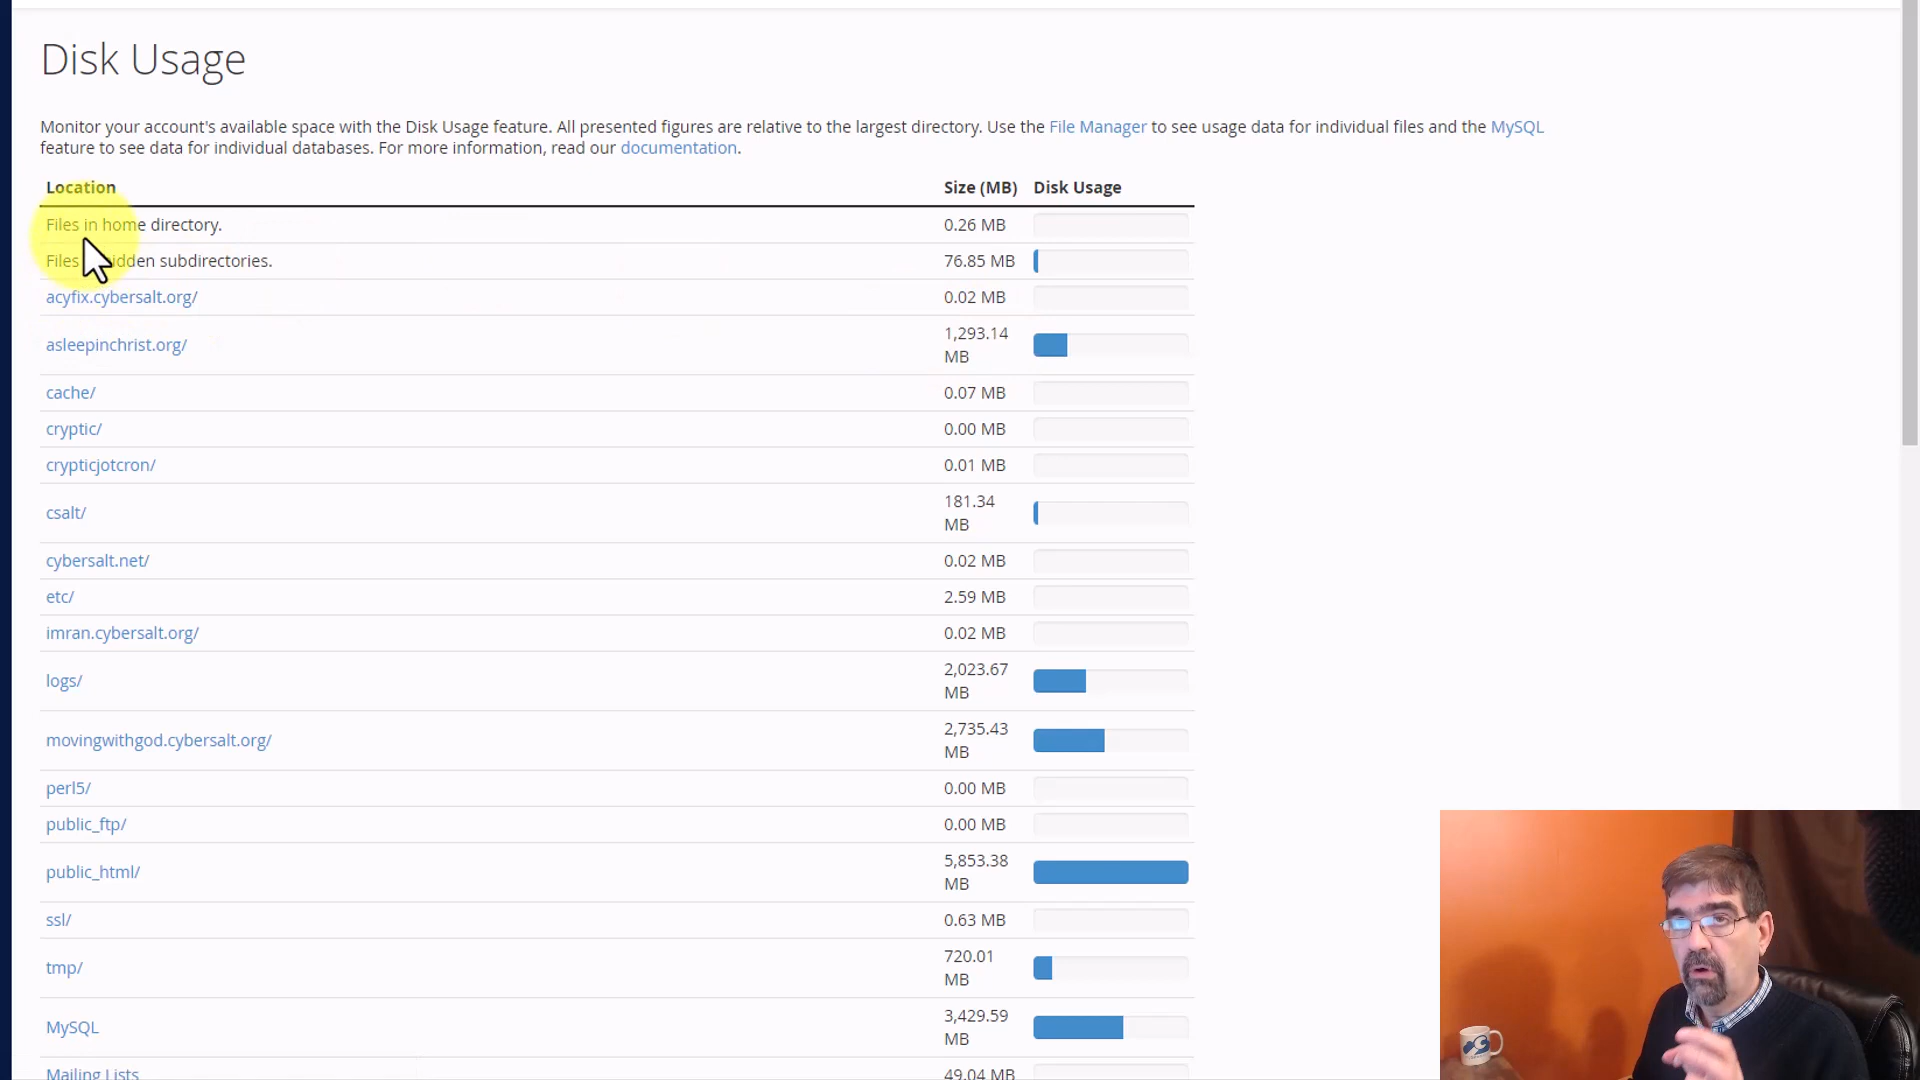 Disk Usage
Monitor your account's available space with the Disk Usage feature. All presented figures are relative to the largest directory. Use the File Manager to see usage data for individual files and the MySQL
feature to see data for individual databases. For more information, read our documentation.
Location Size (MB) Disk Usage
Files in home directory. 0.26 MB
Files hidden subdirectories. 76.85 MB
acyfix.cybersalt.org/ 0.02 MB
asleepinchrist.org/ 1,293.14
MB
cache/ 0.07 MB
cryptic/ 0.00 MB
crypticjotcron/ 0.01 MB
csalt/ 181.34
MB
cybersalt.net/ 0.02 MB
etc/ 2.59 MB
imran.cybersalt.org/ 0.02 MB
logs/ 2,023.67
MB
movingwithgod.cybersalt.org/ 2,735.43
MB
perl5/ 0.00 MB
public_ftp/ 0.00 MB
public_html/ 5,853.38
MB
ssl/ 0.63 MB
tmp/ 720.01
MB
MySQL 3,429.59
MB
Mailing Lists 49.04 MB